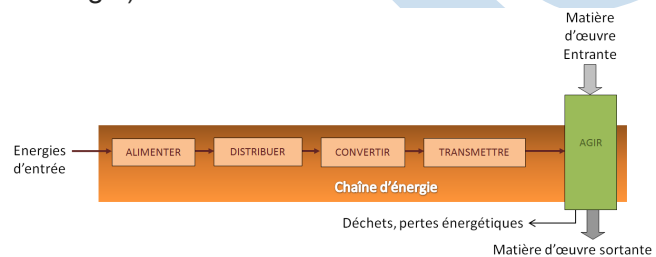 Matière
d'œuvre
Entrante
Energies
d'entrée
ALIMENTER
DISTRIBUER
CONVERTIR
TRANSMETTRE
AGIR
Chaîne d'énergie
Déchets, pertes énergétiques
Matière d'œuvre sortante